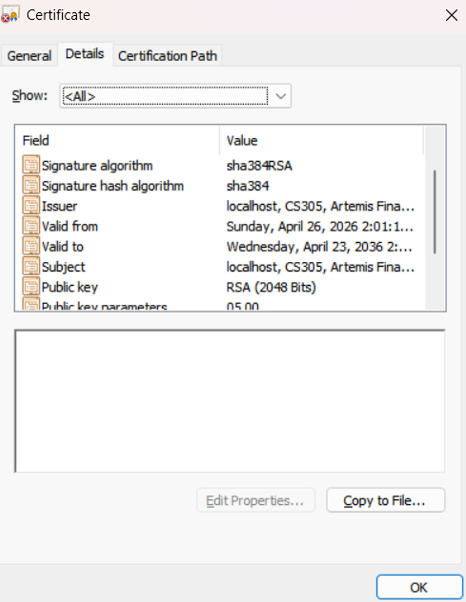 Certificate
General Details Certification Path
Show: <All>
Field Value
Signature algorithm sha384RSA
Signature hash algorithm sha384
Issuer localhost, CS305, Artemis Fina...
Valid from Sunday, April 26, 2026 2:01:1...
Valid to Wednesday, April 23, 2036 2:...
Subject localhost, CS305, Artemis Fina...
Public key RSA (2048 Bits)
Public key parameters 05 00
Edit Properties... Copy to File...
OK